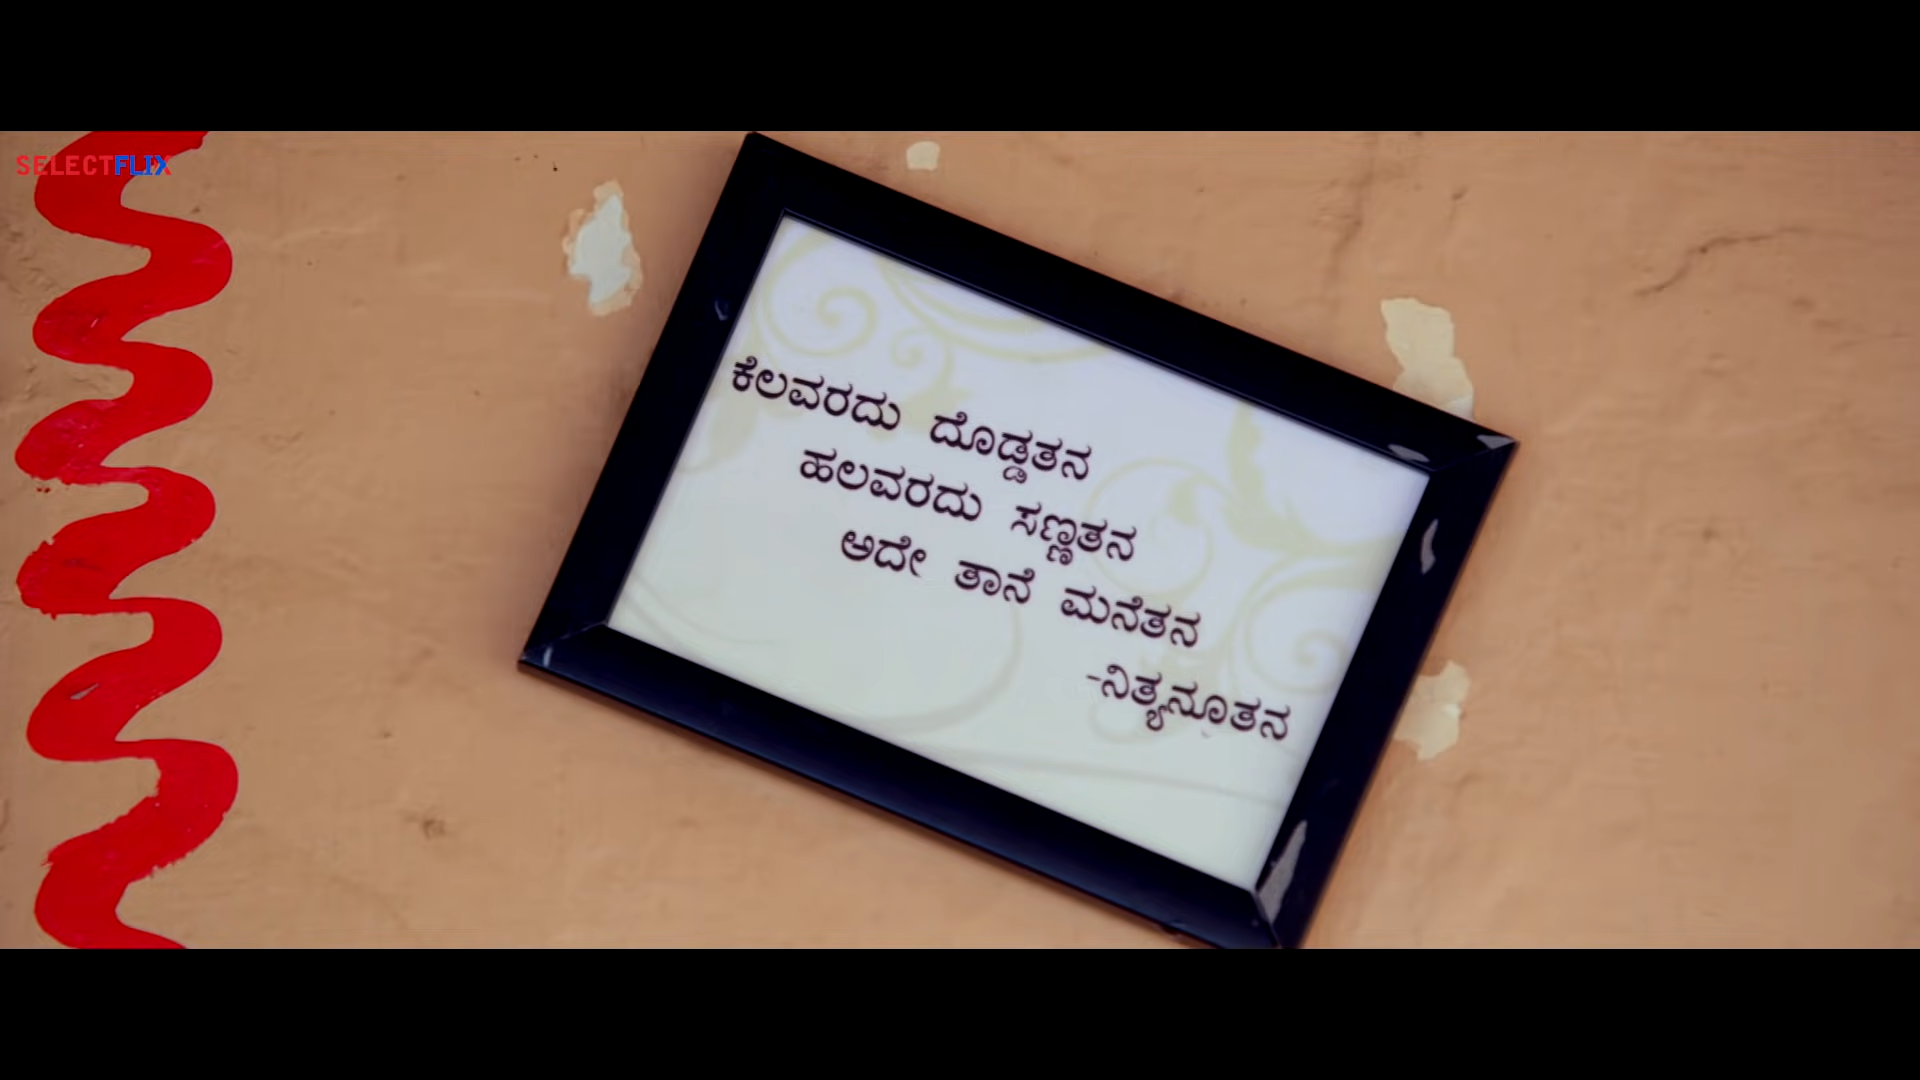 SELECTFLIX
ಕೆಲವರದು ದೊಡ್ಡತನ
ಹಲವರದು ಸಣ್ಣತನ
ಅದೇ ತಾನೆ ಮನೆತನ
-ನಿತ್ಯನೂತನ